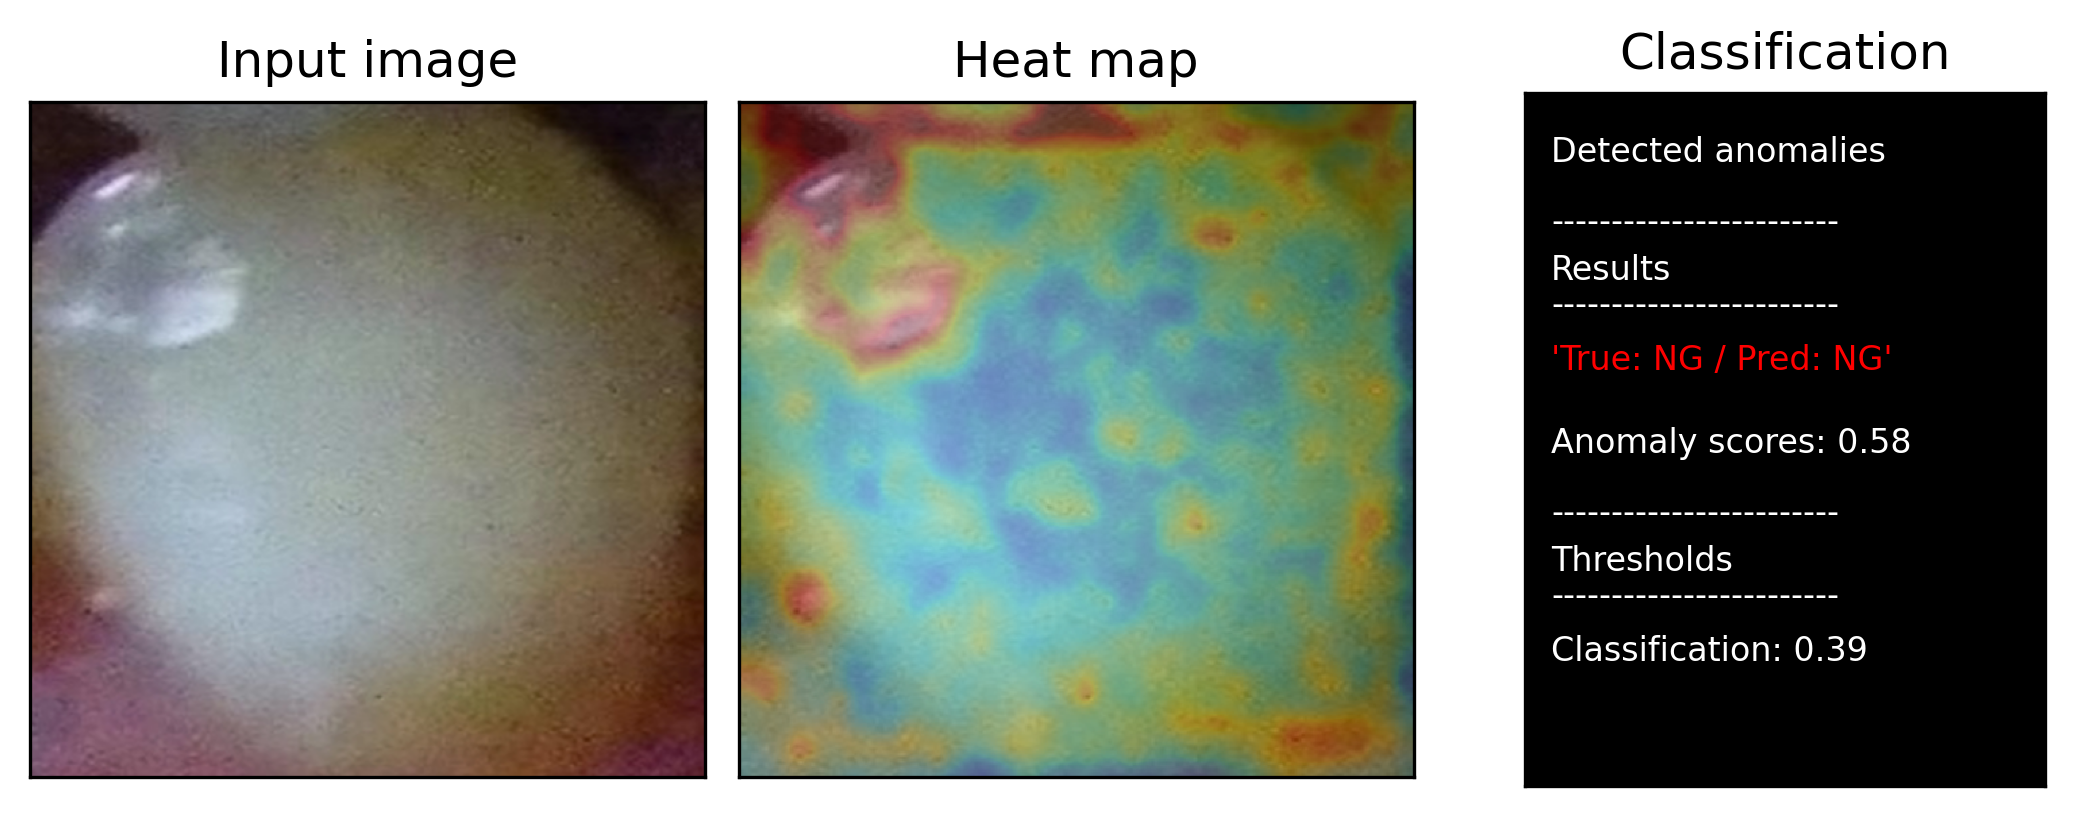 Input image
Heat map
Classification
Detected anomalies
------------------------
Results
------------------------
'True: NG / Pred: NG'
Anomaly scores: 0.58
------------------------
Thresholds
------------------------
Classification: 0.39